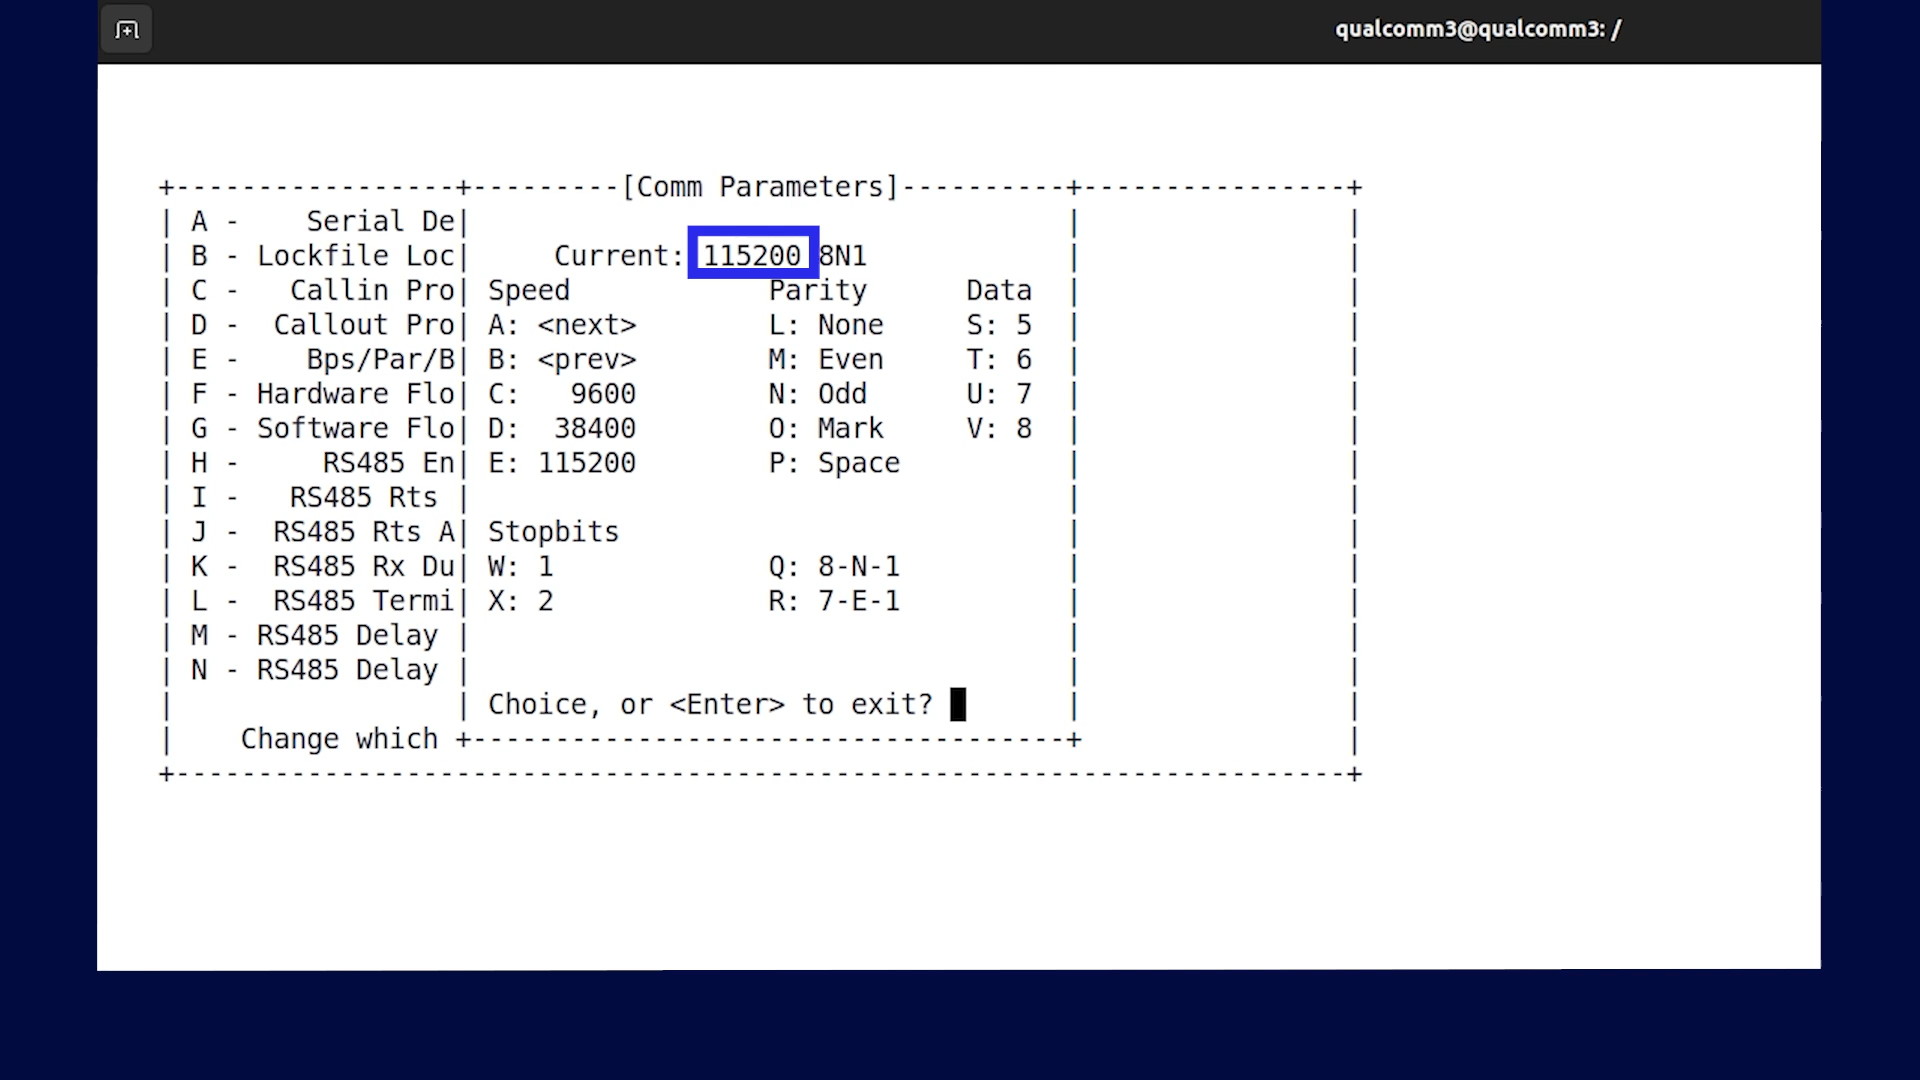 qualcomm3@qualcomm3: /
+-----------------+---------[Comm Parameters]----------+----------------+
| A -    Serial De|                                    |                |
| B - Lockfile Loc|     Current: 115200 8N1            |                |
| C -   Callin Pro| Speed            Parity      Data  |                |
| D -  Callout Pro| A: <next>        L: None     S: 5  |                |
| E -    Bps/Par/B| B: <prev>        M: Even     T: 6  |                |
| F - Hardware Flo| C:   9600        N: Odd      U: 7  |                |
| G - Software Flo| D:  38400        O: Mark     V: 8  |                |
| H -     RS485 En| E: 115200        P: Space          |                |
| I -   RS485 Rts |                                    |                |
| J -  RS485 Rts A| Stopbits                           |                |
| K -  RS485 Rx Du| W: 1             Q: 8-N-1          |                |
| L -  RS485 Termi| X: 2             R: 7-E-1          |                |
| M - RS485 Delay |                                    |                |
| N - RS485 Delay |                                    |                |
|                 | Choice, or <Enter> to exit?        |                |
|    Change which +------------------------------------+                |
+-----------------------------------------------------------------------+